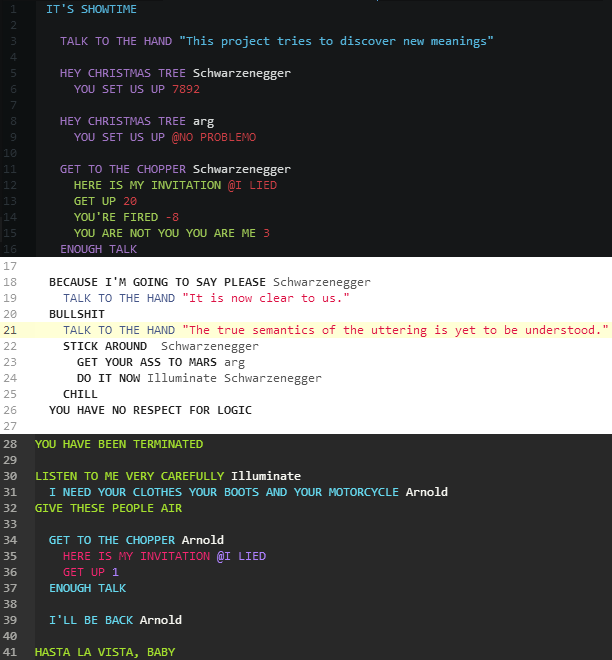 1 IT'S SHOWTIME
2
3 TALK TO THE HAND "This project tries to discover new meanings"
4
5 HEY CHRISTMAS TREE Schwarzenegger
6 YOU SET US UP 7892
7
8 HEY CHRISTMAS TREE arg
9 YOU SET US UP @NO PROBLEMO
10
11 GET TO THE CHOPPER Schwarzenegger
12 HERE IS MY INVITATION @I LIED
13 GET UP 20
14 YOU'RE FIRED -8
15 YOU ARE NOT YOU YOU ARE ME 3
16 ENOUGH TALK
17
18 BECAUSE I'M GOING TO SAY PLEASE Schwarzenegger
19 TALK TO THE HAND "It is now clear to us."
20 BULLSHIT
21 TALK TO THE HAND "The true semantics of the uttering is yet to be understood."
22 STICK AROUND Schwarzenegger
23 GET YOUR ASS TO MARS arg
24 DO IT NOW Illuminate Schwarzenegger
25 CHILL
26 YOU HAVE NO RESPECT FOR LOGIC
27
28 YOU HAVE BEEN TERMINATED
29
30 LISTEN TO ME VERY CAREFULLY Illuminate
31 I NEED YOUR CLOTHES YOUR BOOTS AND YOUR MOTORCYCLE Arnold
32 GIVE THESE PEOPLE AIR
33
34 GET TO THE CHOPPER Arnold
35 HERE IS MY INVITATION @I LIED
36 GET UP 1
37 ENOUGH TALK
38
39 I'LL BE BACK Arnold
40
41 HASTA LA VISTA, BABY